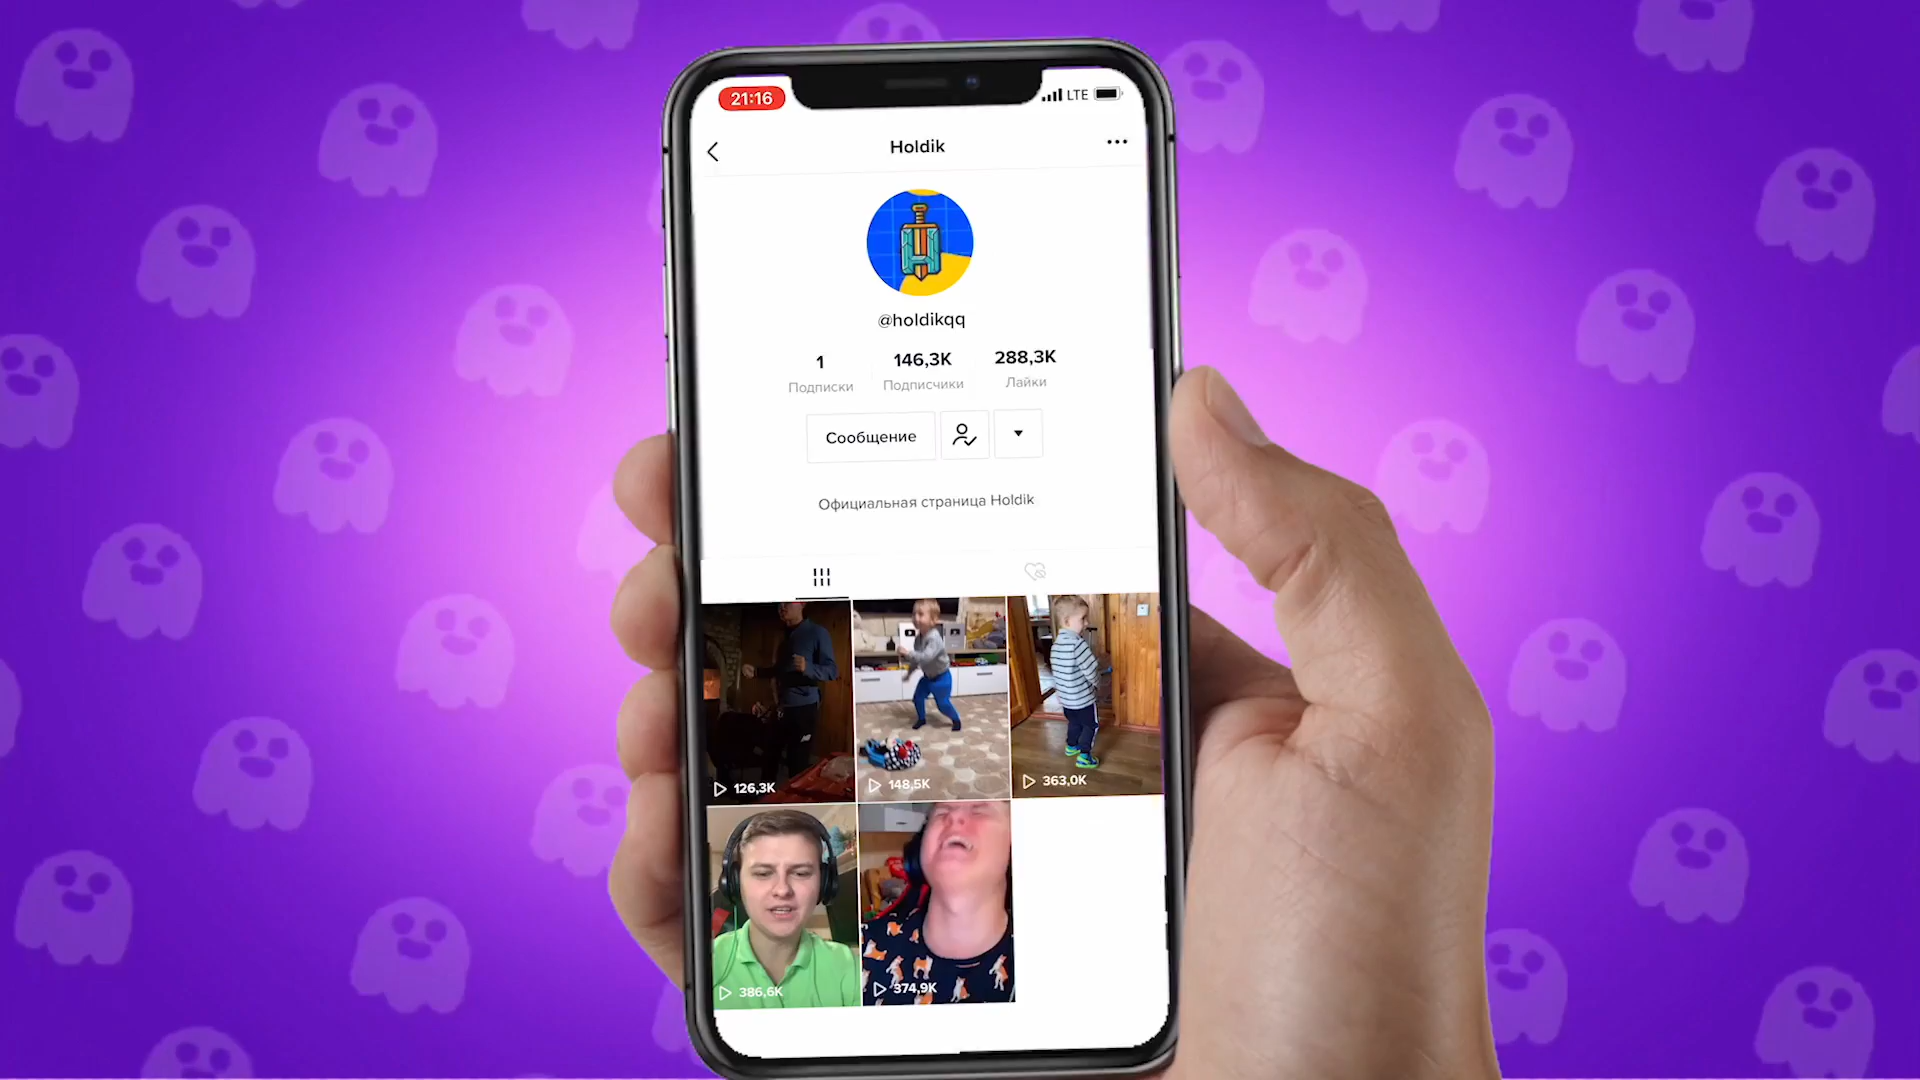 21:16
LTE
Holdik
@holdikqq
1 146,3K 288,3K
Подписки Подписчики Лайки
Сообщение
Официальная страница Holdik
126,3K 148,5K 363,0K
386,6K 374,9K